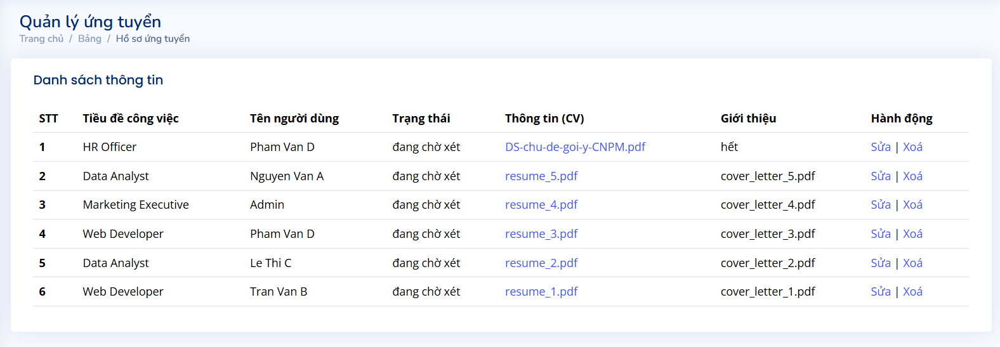 Quản lý ứng tuyển
Trang chủ / Bảng / Hồ sơ ứng tuyển
Danh sách thông tin
STT Tiều đề công việc Tên người dùng Trạng thái Thông tin (CV) Giới thiệu Hành động
1 HR Officer Pham Van D đang chờ xét DS-chu-de-goi-y-CNPM.pdf hết Sửa | Xoá
2 Data Analyst Nguyen Van A đang chờ xét resume_5.pdf cover_letter_5.pdf Sửa | Xoá
3 Marketing Executive Admin đang chờ xét resume_4.pdf cover_letter_4.pdf Sửa | Xoá
4 Web Developer Pham Van D đang chờ xét resume_3.pdf cover_letter_3.pdf Sửa | Xoá
5 Data Analyst Le Thi C đang chờ xét resume_2.pdf cover_letter_2.pdf Sửa | Xoá
6 Web Developer Tran Van B đang chờ xét resume_1.pdf cover_letter_1.pdf Sửa | Xoá